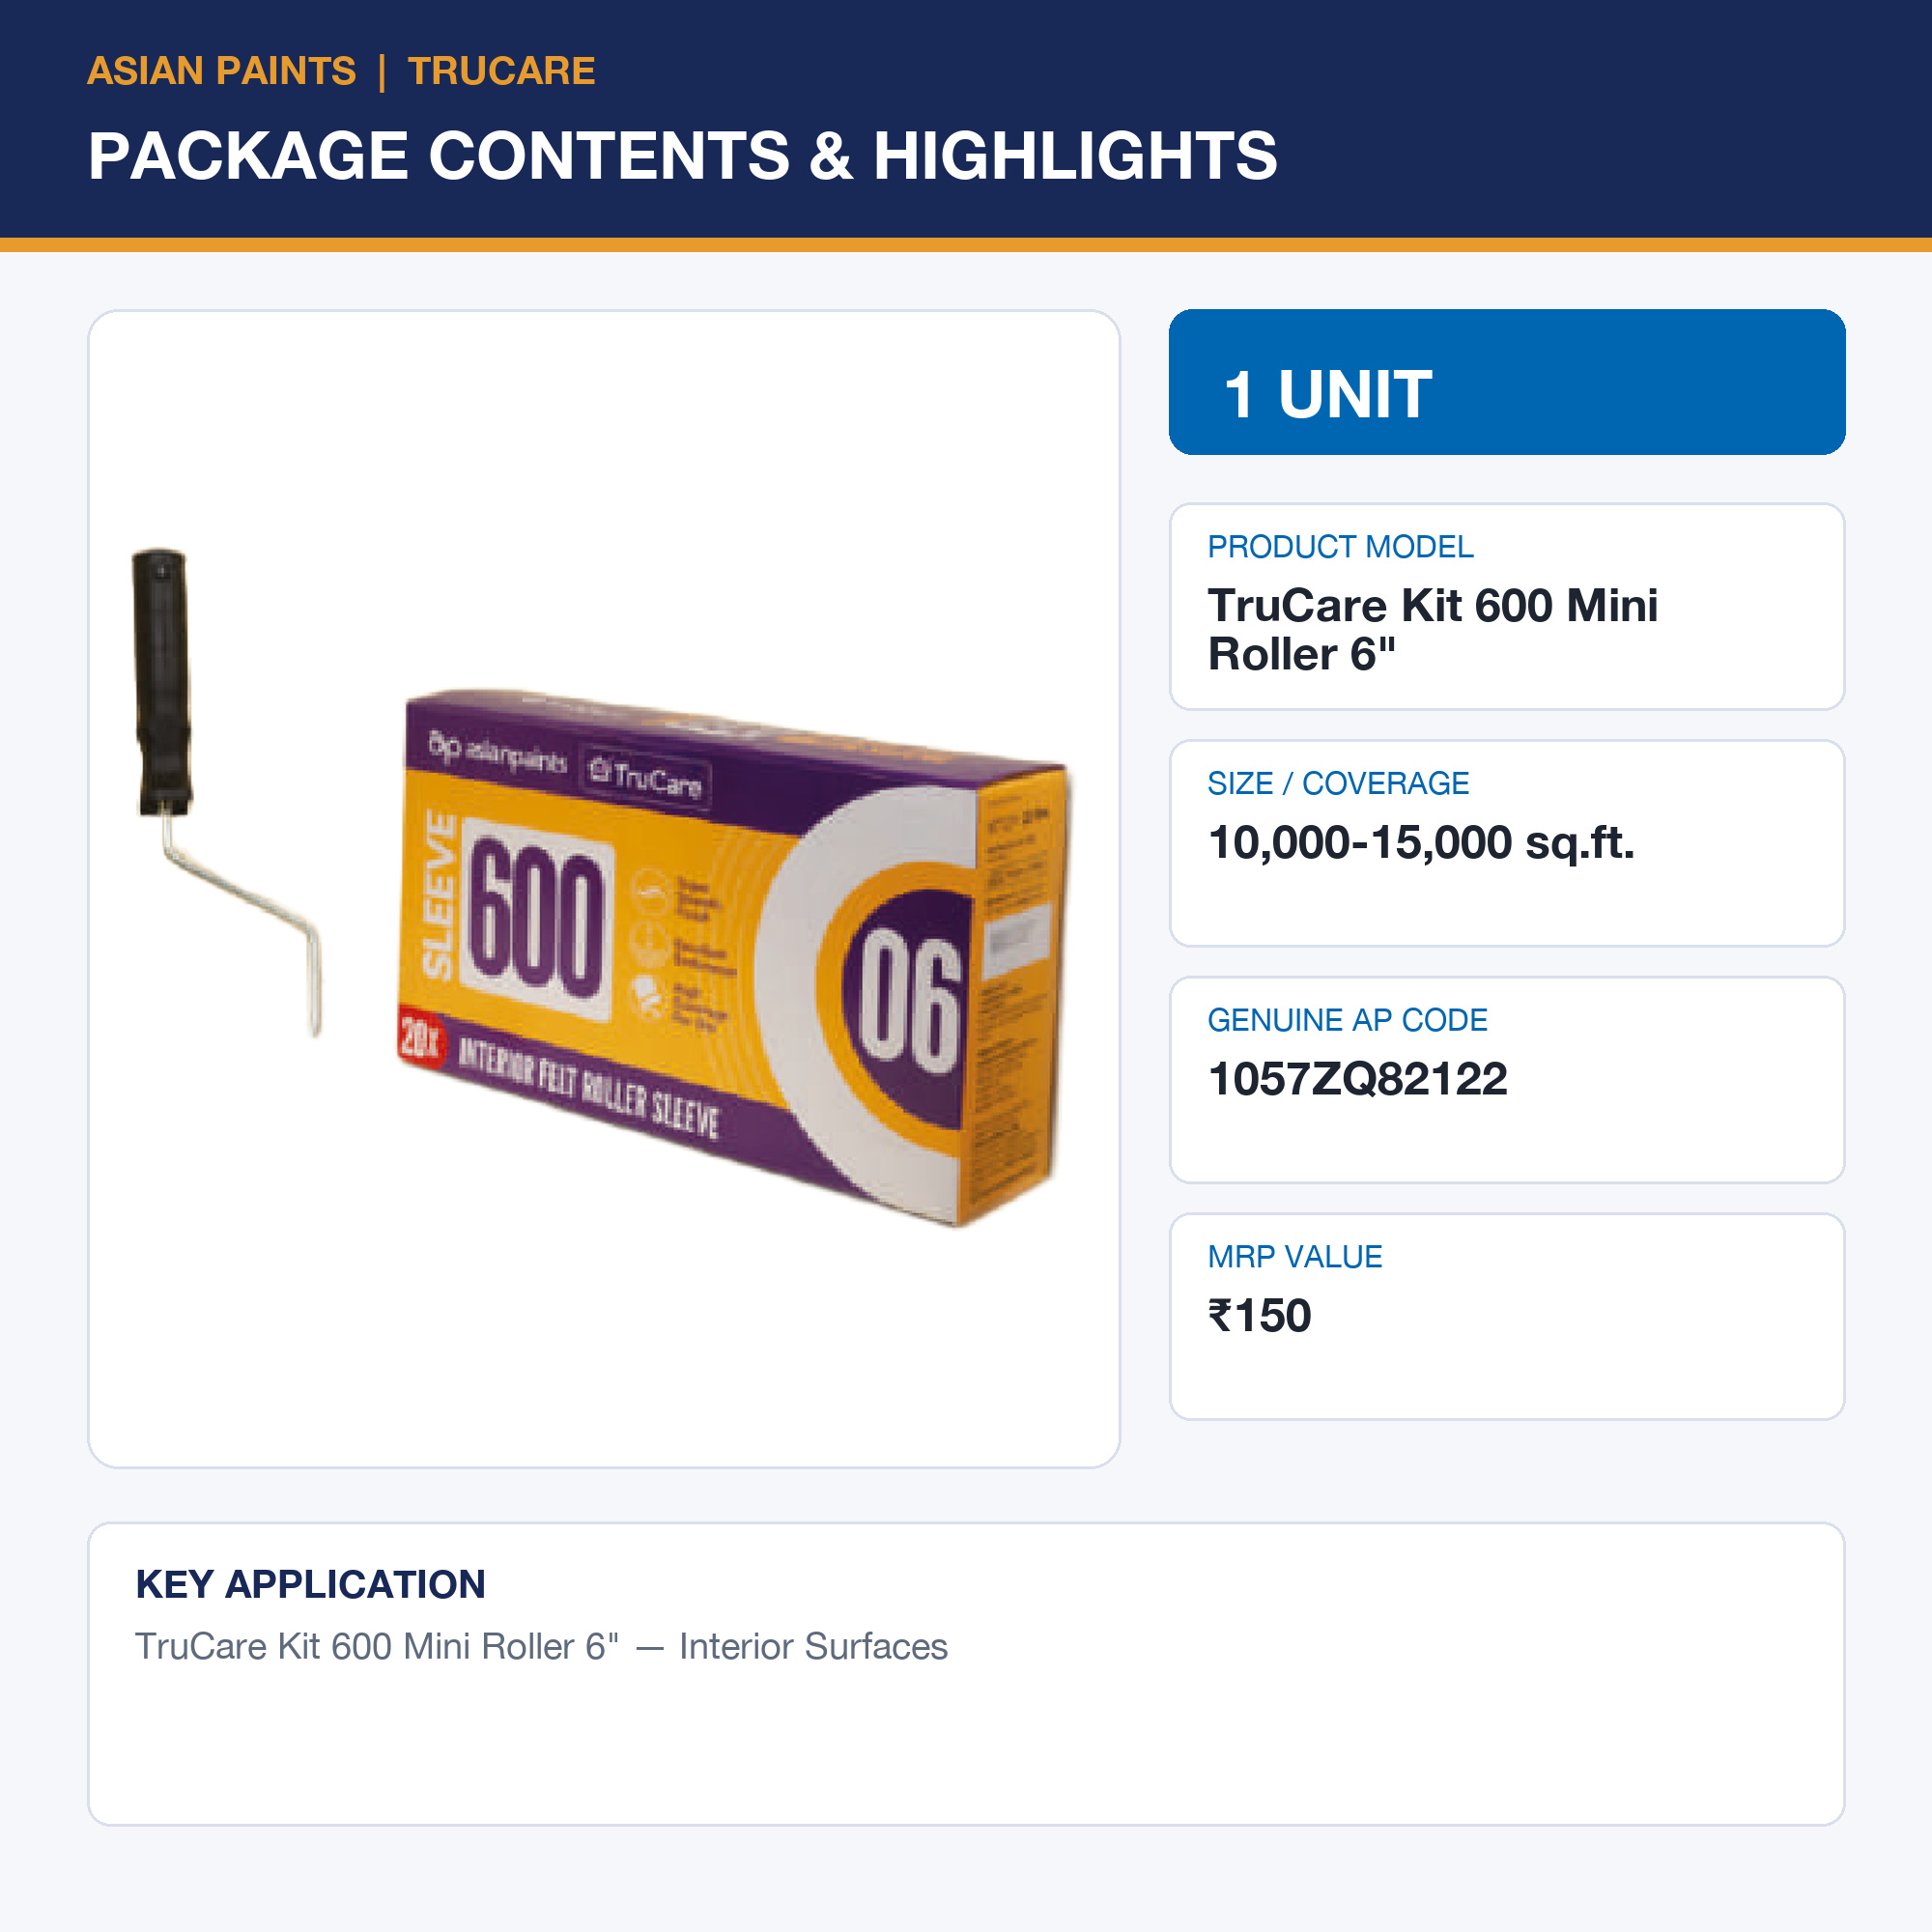 ASIAN PAINTS | TRUCARE
PACKAGE CONTENTS & HIGHLIGHTS
1 UNIT
PRODUCT MODEL
TruCare Kit 600 Mini
Roller 6"
SIZE / COVERAGE
10,000-15,000 sq.ft.
GENUINE AP CODE
1057ZQ82122
MRP VALUE
₹150
ap asianpaints TruCare
SLEEVE
600
06
INTERIOR FELT ROLLER SLEEVE
KEY APPLICATION
TruCare Kit 600 Mini Roller 6" — Interior Surfaces